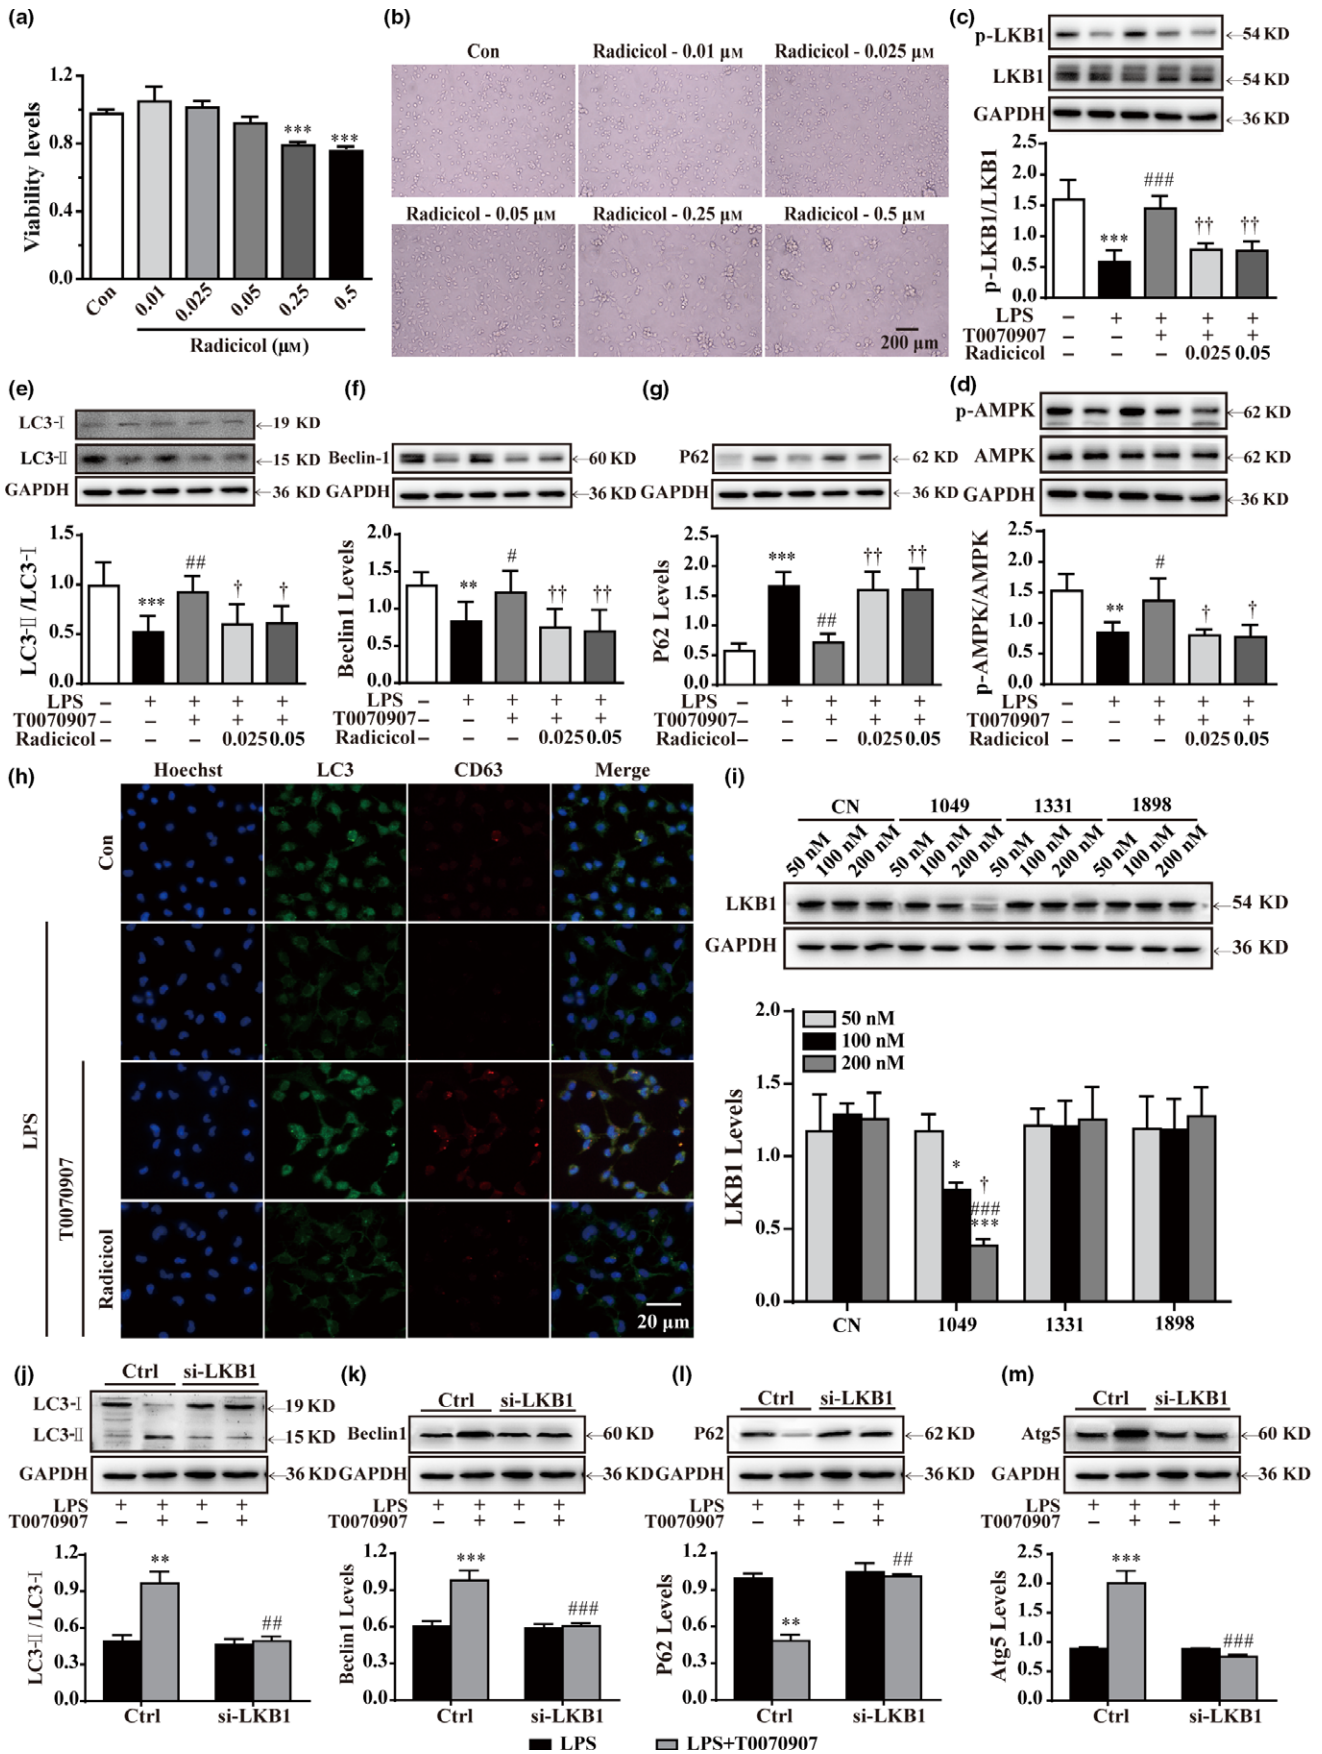 (a)
Viability levels
1.2
0.8
0.4
0.0
*** ***
Con 0.01 0.025 0.05 0.25 0.5
Radicicol (μM)
(b)
Con Radicicol - 0.01 μM Radicicol - 0.025 μM
Radicicol - 0.05 μM Radicicol - 0.25 μM Radicicol - 0.5 μM
200 μm
(c)
p-LKB1 ←54 KD
LKB1 ←54 KD
GAPDH ←36 KD
p-LKB1/LKB1
2.0
1.5
1.0
0.5
0.0
*** ### †† ††
LPS − + + + +
T0070907 − − + + +
Radicicol − − − 0.025 0.05
(e)
LC3-Ⅰ ←19 KD
LC3-Ⅱ ←15 KD
GAPDH ←36 KD
LC3-Ⅱ/LC3-Ⅰ
1.5
1.0
0.5
0.0
*** ## † †
LPS − + + + +
T0070907 − − + + +
Radicicol − − − 0.025 0.05
(f)
Beclin-1 ←60 KD
GAPDH ←36 KD
Beclin1 Levels
2.0
1.5
1.0
0.5
0.0
** # †† ††
LPS − + + + +
T0070907 − − + + +
Radicicol − − − 0.025 0.05
(g)
P62 ←62 KD
GAPDH ←36 KD
P62 Levels
2.5
2.0
1.5
1.0
0.5
0.0
*** ## †† ††
LPS − + + + +
T0070907 − − + + +
Radicicol − − − 0.025 0.05
(d)
p-AMPK ←62 KD
AMPK ←62 KD
GAPDH ←36 KD
p-AMPK/AMPK
2.5
2.0
1.5
1.0
0.5
0.0
** # † †
LPS − + + + +
T0070907 − − + + +
Radicicol − − − 0.025 0.05
(h)
Hoechst LC3 CD63 Merge
Con
LPS
T0070907
Radicicol
20 μm
(i)
CN 1049 1331 1898
50 nM 100 nM 200 nM 50 nM 100 nM 200 nM 50 nM 100 nM 200 nM 50 nM 100 nM 200 nM
LKB1 ←54 KD
GAPDH ←36 KD
LKB1 Levels
2.0
1.5
1.0
0.5
0.0
50 nM
100 nM
200 nM
*
†
###
***
CN 1049 1331 1898
(j)
Ctrl si-LKB1
LC3-Ⅰ ←19 KD
LC3-Ⅱ ←15 KD
GAPDH ←36 KD
LPS + + + +
T0070907 − + − +
LC3-Ⅱ/LC3-Ⅰ
1.2
0.9
0.6
0.3
0.0
** ##
Ctrl si-LKB1
(k)
Ctrl si-LKB1
Beclin1 ←60 KD
GAPDH ←36 KD
LPS + + + +
T0070907 − + − +
Beclin1 Levels
1.2
0.9
0.6
0.3
0.0
*** ###
Ctrl si-LKB1
(l)
Ctrl si-LKB1
P62 ←62 KD
GAPDH ←36 KD
LPS + + + +
T0070907 − + − +
P62 Levels
1.2
0.9
0.6
0.3
0.0
** ##
Ctrl si-LKB1
(m)
Ctrl si-LKB1
Atg5 ←60 KD
GAPDH ←36 KD
LPS + + + +
T0070907 − + − +
Atg5 Levels
2.5
2.0
1.5
1.0
0.5
0.0
*** ###
Ctrl si-LKB1
LPS LPS+T0070907